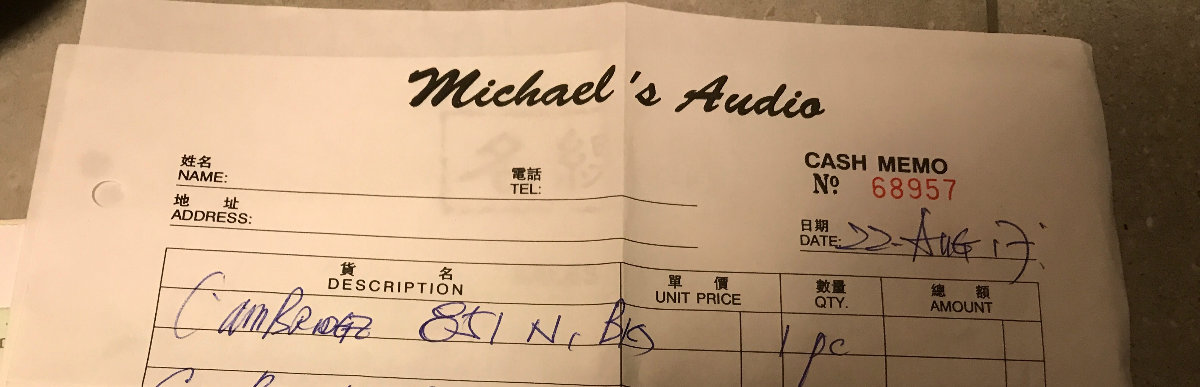 Michael's Audio
姓名
NAME:
電話
TEL:
CASH MEMO
Nº 68957
地 址
ADDRESS:
日期
DATE: 22-AUG 17
貨 名
DESCRIPTION
單 價
UNIT PRICE
數量
QTY.
總 額
AMOUNT
CAMBRIDGE 851 N, BK 1 pc